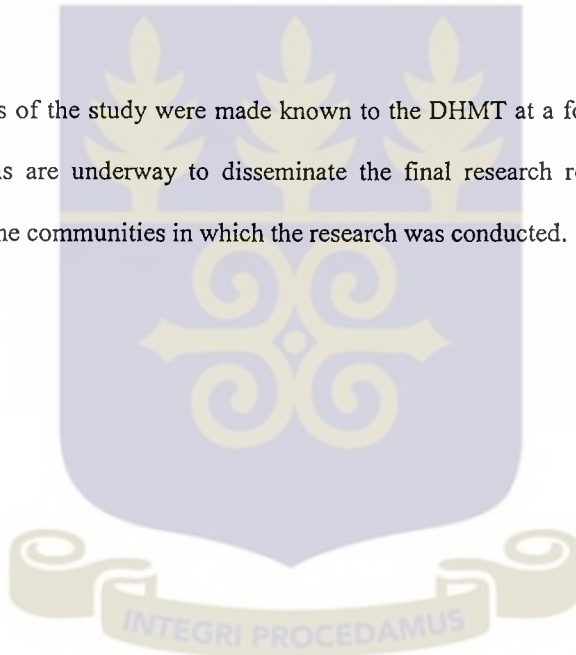 s of the study were made known to the DHMT at a fo
s are underway to disseminate the final research re
ne communities in which the research was conducted.
INTEGRI PROCEDAMUS